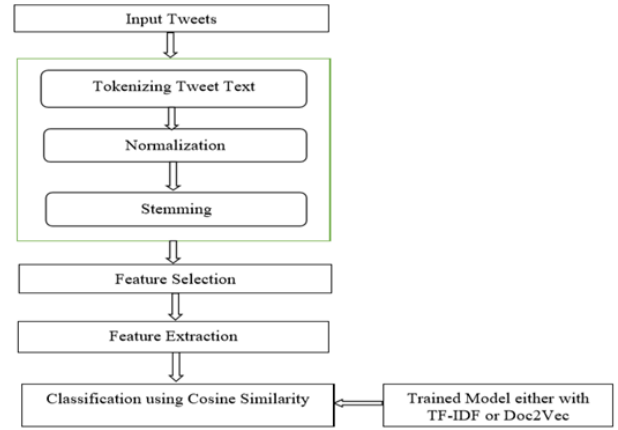 Input Tweets
Tokenizing Tweet Text
Normalization
Stemming
Feature Selection
Feature Extraction
Classification using Cosine Similarity
Trained Model either with
TF-IDF or Doc2Vec